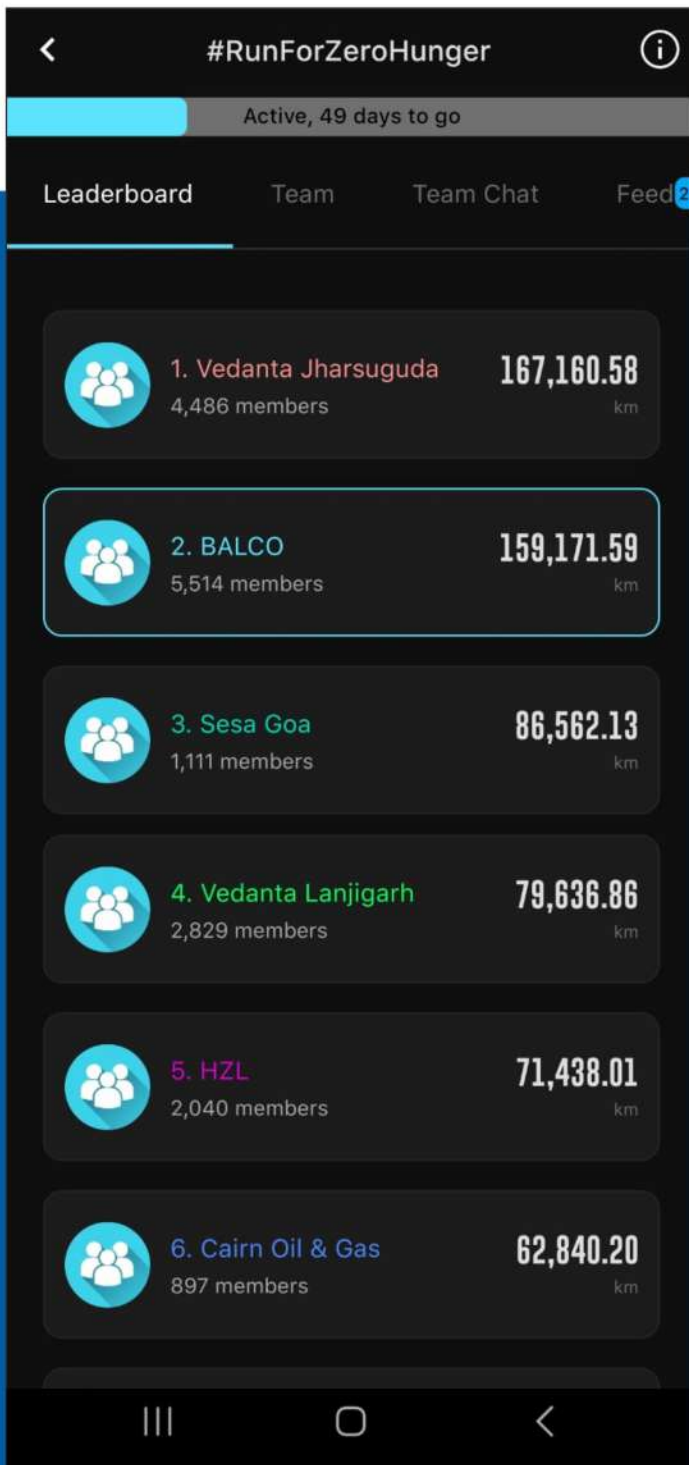 #RunForZeroHunger
Active, 49 days to go
Leaderboard Team Team Chat Feed 2
1. Vedanta Jharsuguda 167,160.58
4,486 members km
2. BALCO 159,171.59
5,514 members km
3. Sesa Goa 86,562.13
1,111 members km
4. Vedanta Lanjigarh 79,636.86
2,829 members km
5. HZL 71,438.01
2,040 members km
6. Cairn Oil & Gas 62,840.20
897 members km